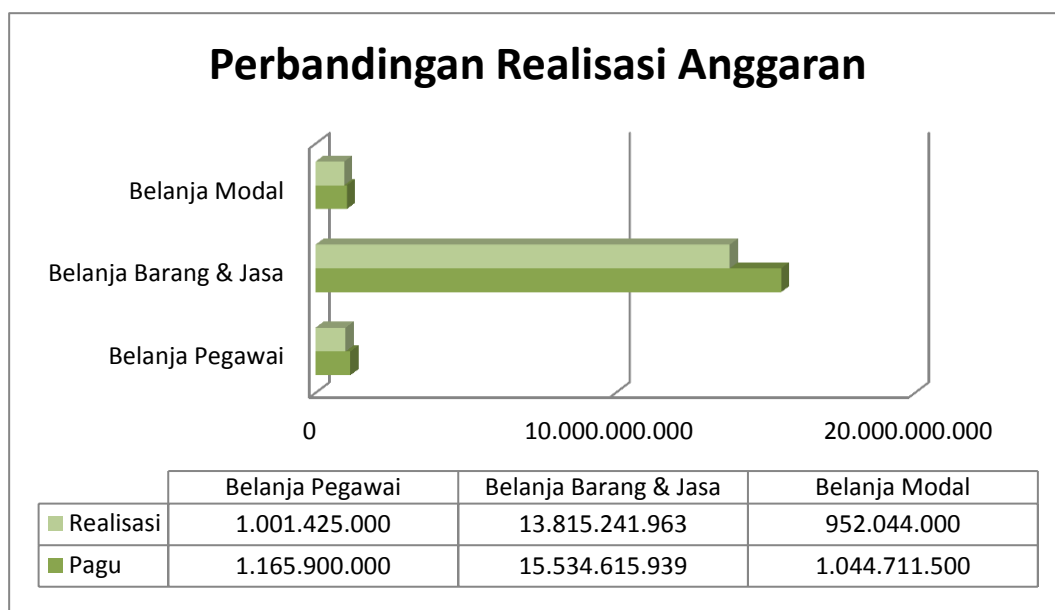 Perbandingan Realisasi Anggaran
Belanja Modal
Belanja Barang & Jasa
Belanja Pegawai
0 10.000.000.000 20.000.000.000
Belanja Pegawai Belanja Barang & Jasa Belanja Modal
Realisasi 1.001.425.000 13.815.241.963 952.044.000
Pagu 1.165.900.000 15.534.615.939 1.044.711.500